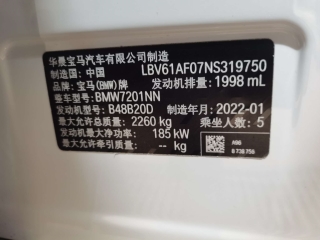 华晨宝马汽车有限公司制造
制造国：中国 LBV61AF07NS319750
品牌：宝马(BMW)牌 发动机排量：1998 mL
整车型号：BMW7201NN
发动机型号：B48B20D 制造年月：2022-01
最大允许总质量：2260 kg 乘坐人数：5
发动机最大净功率：185 kW
最大允许牵引质量：— kg